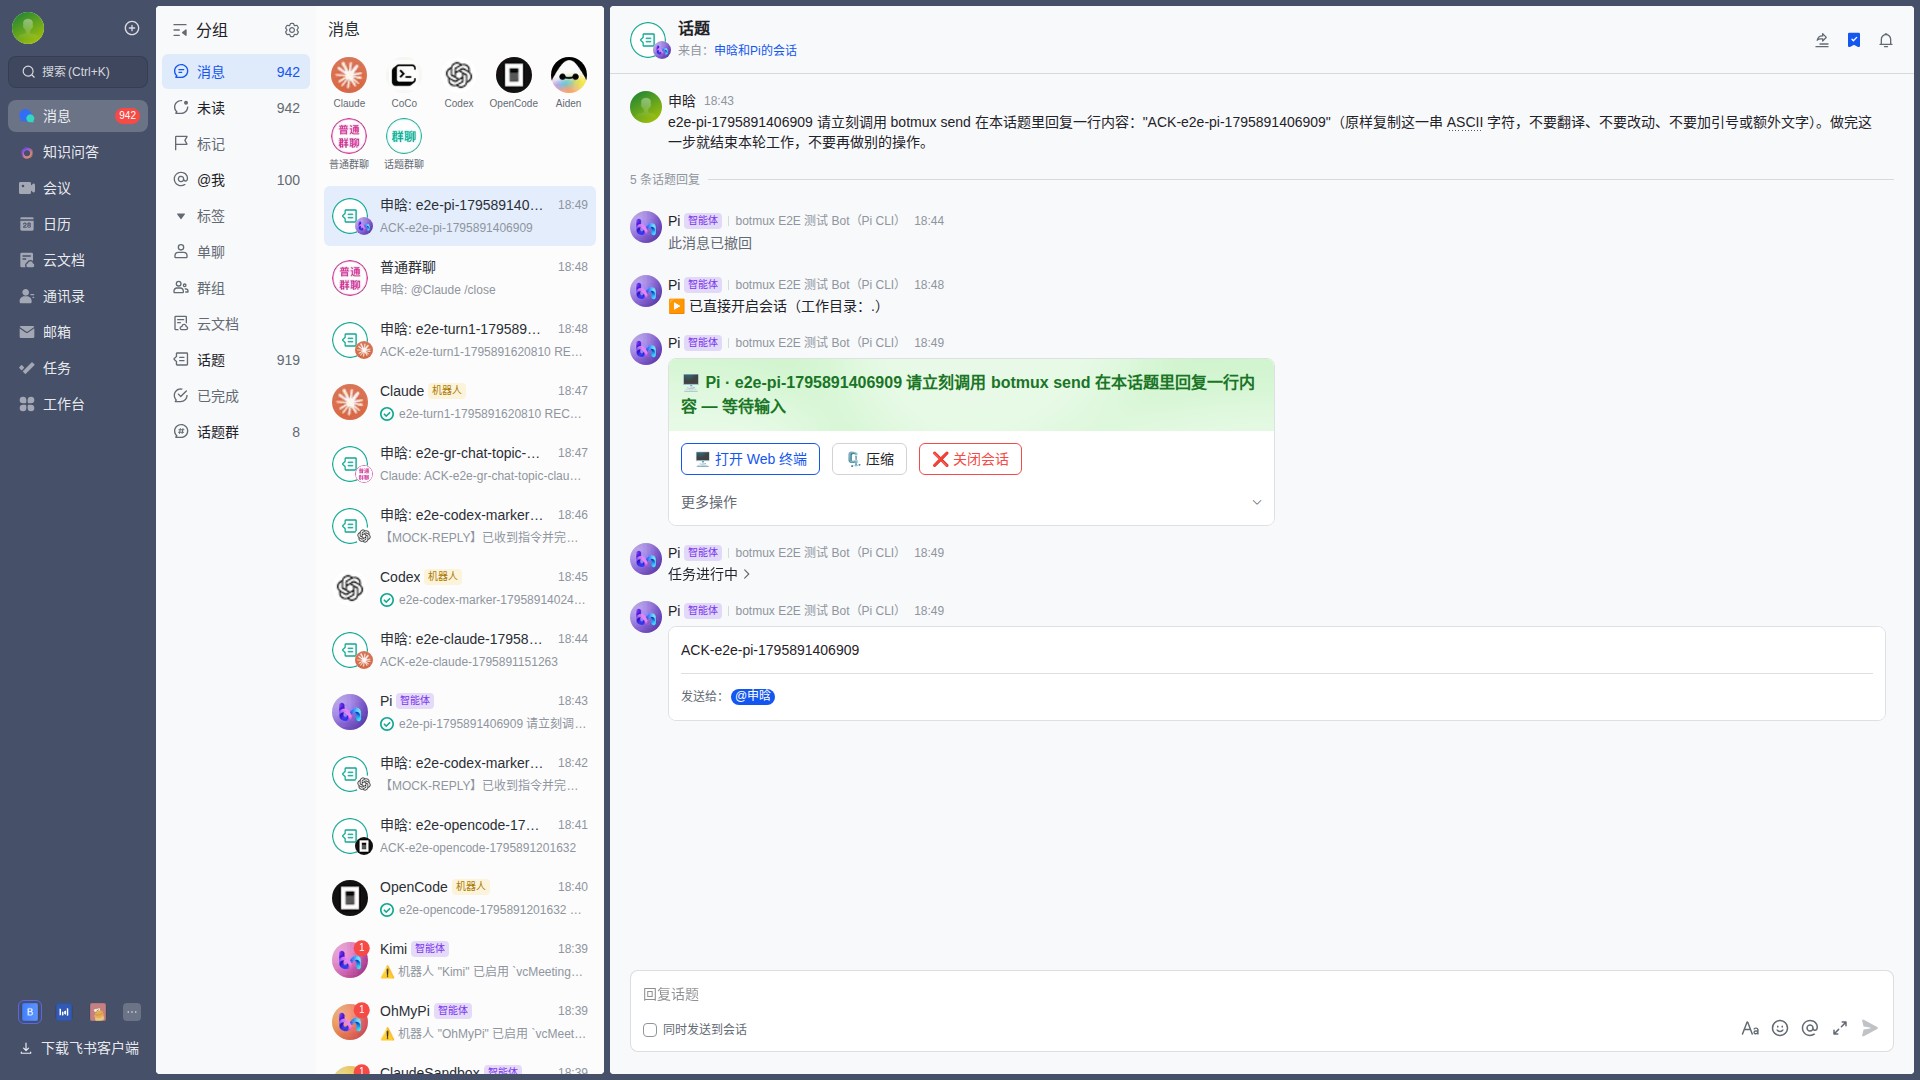 搜索 (Ctrl+K)
消息 942
知识问答
会议
日历
云文档
通讯录
邮箱
任务
工作台
下载飞书客户端
分组
消息 942
未读 942
标记
@我 100
标签
单聊
群组
云文档
话题 919
已完成
话题群 8
消息
Claude CoCo Codex OpenCode Aiden
普通群聊 群聊
普通群聊 话题群聊
申晗: e2e-pi-179589140... 18:49
ACK-e2e-pi-1795891406909
普通群聊 18:48
申晗: @Claude /close
申晗: e2e-turn1-179589... 18:48
ACK-e2e-turn1-1795891620810 RE...
Claude 机器人 18:47
e2e-turn1-1795891620810 REC...
申晗: e2e-gr-chat-topic-... 18:47
Claude: ACK-e2e-gr-chat-topic-clau...
申晗: e2e-codex-marker... 18:46
【MOCK-REPLY】已收到指令并完...
Codex 机器人 18:45
e2e-codex-marker-17958914024...
申晗: e2e-claude-17958... 18:44
ACK-e2e-claude-1795891151263
Pi 智能体 18:43
e2e-pi-1795891406909 请立刻调...
申晗: e2e-codex-marker... 18:42
【MOCK-REPLY】已收到指令并完...
申晗: e2e-opencode-17... 18:41
ACK-e2e-opencode-1795891201632
OpenCode 机器人 18:40
e2e-opencode-1795891201632 ...
Kimi 智能体 18:39
1
机器人 "Kimi" 已启用 `vcMeeting...
OhMyPi 智能体 18:39
1
机器人 "OhMyPi" 已启用 `vcMeet...
ClaudeSandbox 智能体 18:39
1
话题
来自：申晗和Pi的会话
申晗 18:43
e2e-pi-1795891406909 请立刻调用 botmux send 在本话题里回复一行内容："ACK-e2e-pi-1795891406909"（原样复制这一串 ASCII 字符，不要翻译、不要改动、不要加引号或额外文字）。做完这
一步就结束本轮工作，不要再做别的操作。
5 条话题回复
Pi 智能体 botmux E2E 测试 Bot（Pi CLI） 18:44
此消息已撤回
Pi 智能体 botmux E2E 测试 Bot（Pi CLI） 18:48
已直接开启会话（工作目录：.）
Pi 智能体 botmux E2E 测试 Bot（Pi CLI） 18:49
Pi · e2e-pi-1795891406909 请立刻调用 botmux send 在本话题里回复一行内
容 — 等待输入
打开 Web 终端 压缩 关闭会话
更多操作
Pi 智能体 botmux E2E 测试 Bot（Pi CLI） 18:49
任务进行中
Pi 智能体 botmux E2E 测试 Bot（Pi CLI） 18:49
ACK-e2e-pi-1795891406909
发送给：@申晗
回复话题
同时发送到会话